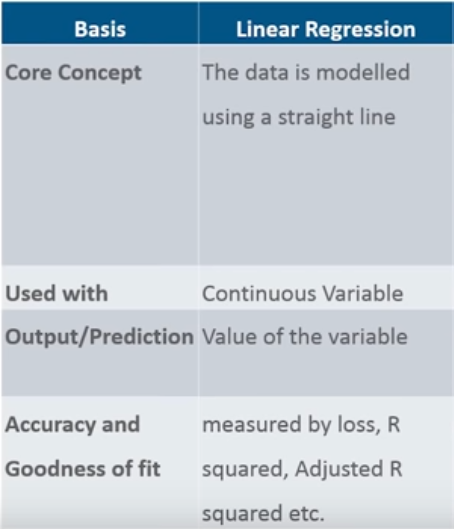 Basis Linear Regression
Core Concept The data is modelled
using a straight line
Used with Continuous Variable
Output/Prediction Value of the variable
Accuracy and measured by loss, R
Goodness of fit squared, Adjusted R
squared etc.